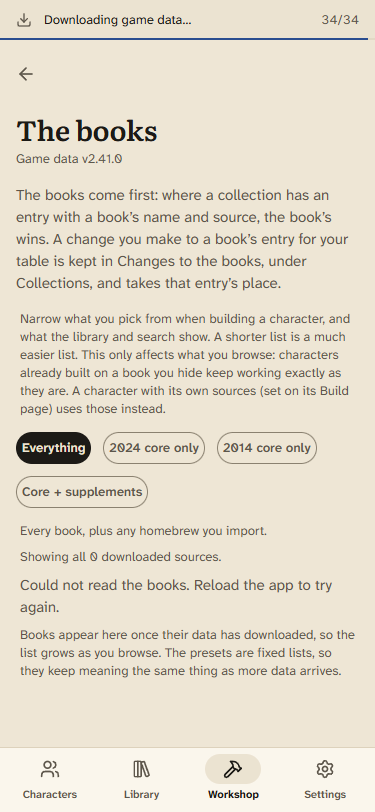 Downloading game data... 34/34
The books
Game data v2.41.0
The books come first: where a collection has an
entry with a book's name and source, the book's
wins. A change you make to a book's entry for your
table is kept in Changes to the books, under
Collections, and takes that entry's place.
Narrow what you pick from when building a character, and
what the library and search show. A shorter list is a much
easier list. This only affects what you browse: characters
already built on a book you hide keep working exactly as
they are. A character with its own sources (set on its Build
page) uses those instead.
Everything 2024 core only 2014 core only
Core + supplements
Every book, plus any homebrew you import.
Showing all 0 downloaded sources.
Could not read the books. Reload the app to try
again.
Books appear here once their data has downloaded, so the
list grows as you browse. The presets are fixed lists, so
they keep meaning the same thing as more data arrives.
Characters Library Workshop Settings